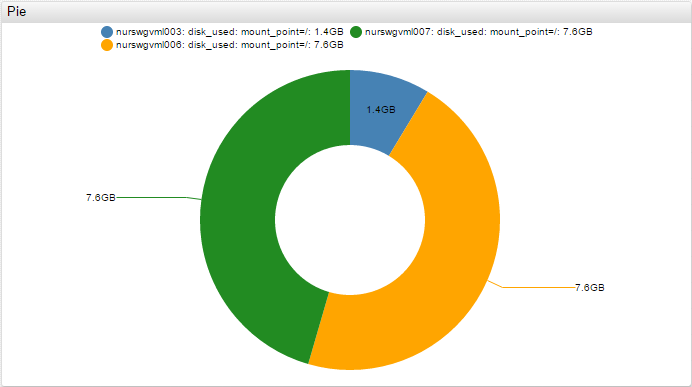 Pie
nurswgvml003: disk_used: mount_point=/: 1.4GB nurswgvml007: disk_used: mount_point=/: 7.6GB
nurswgvml006: disk_used: mount_point=/: 7.6GB
1.4GB
7.6GB
7.6GB